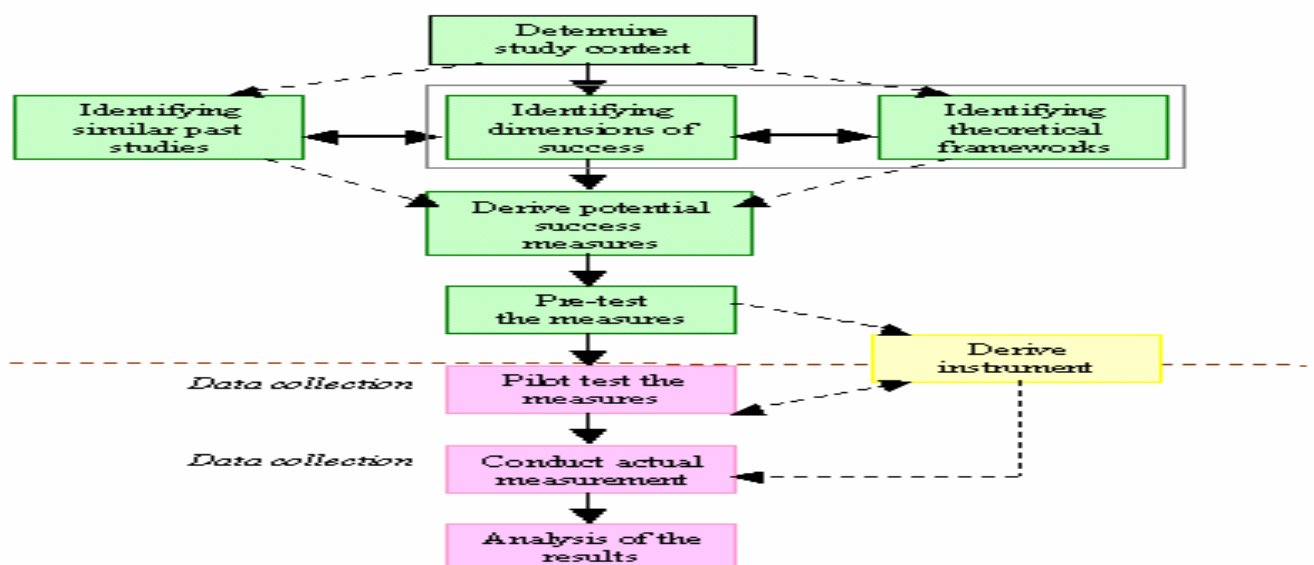 Determine
study context
Identifying
similar past
studies
Identifying
dimensions of
success
Identifying
theoretical
frameworks
Derive potential
success
measures
Pre-test
the measures
Derive
instrument
Data collection
Pilot test the
measures
Data collection
Conduct actual
measurement
Analysis of the
results